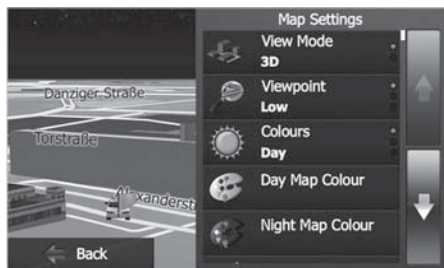 Map Settings
View Mode
3D
Danziger Straße
Viewpoint
Low
Torstraße
Colours
Day
Day Map Colour
Alexanderst
Night Map Colour
Back